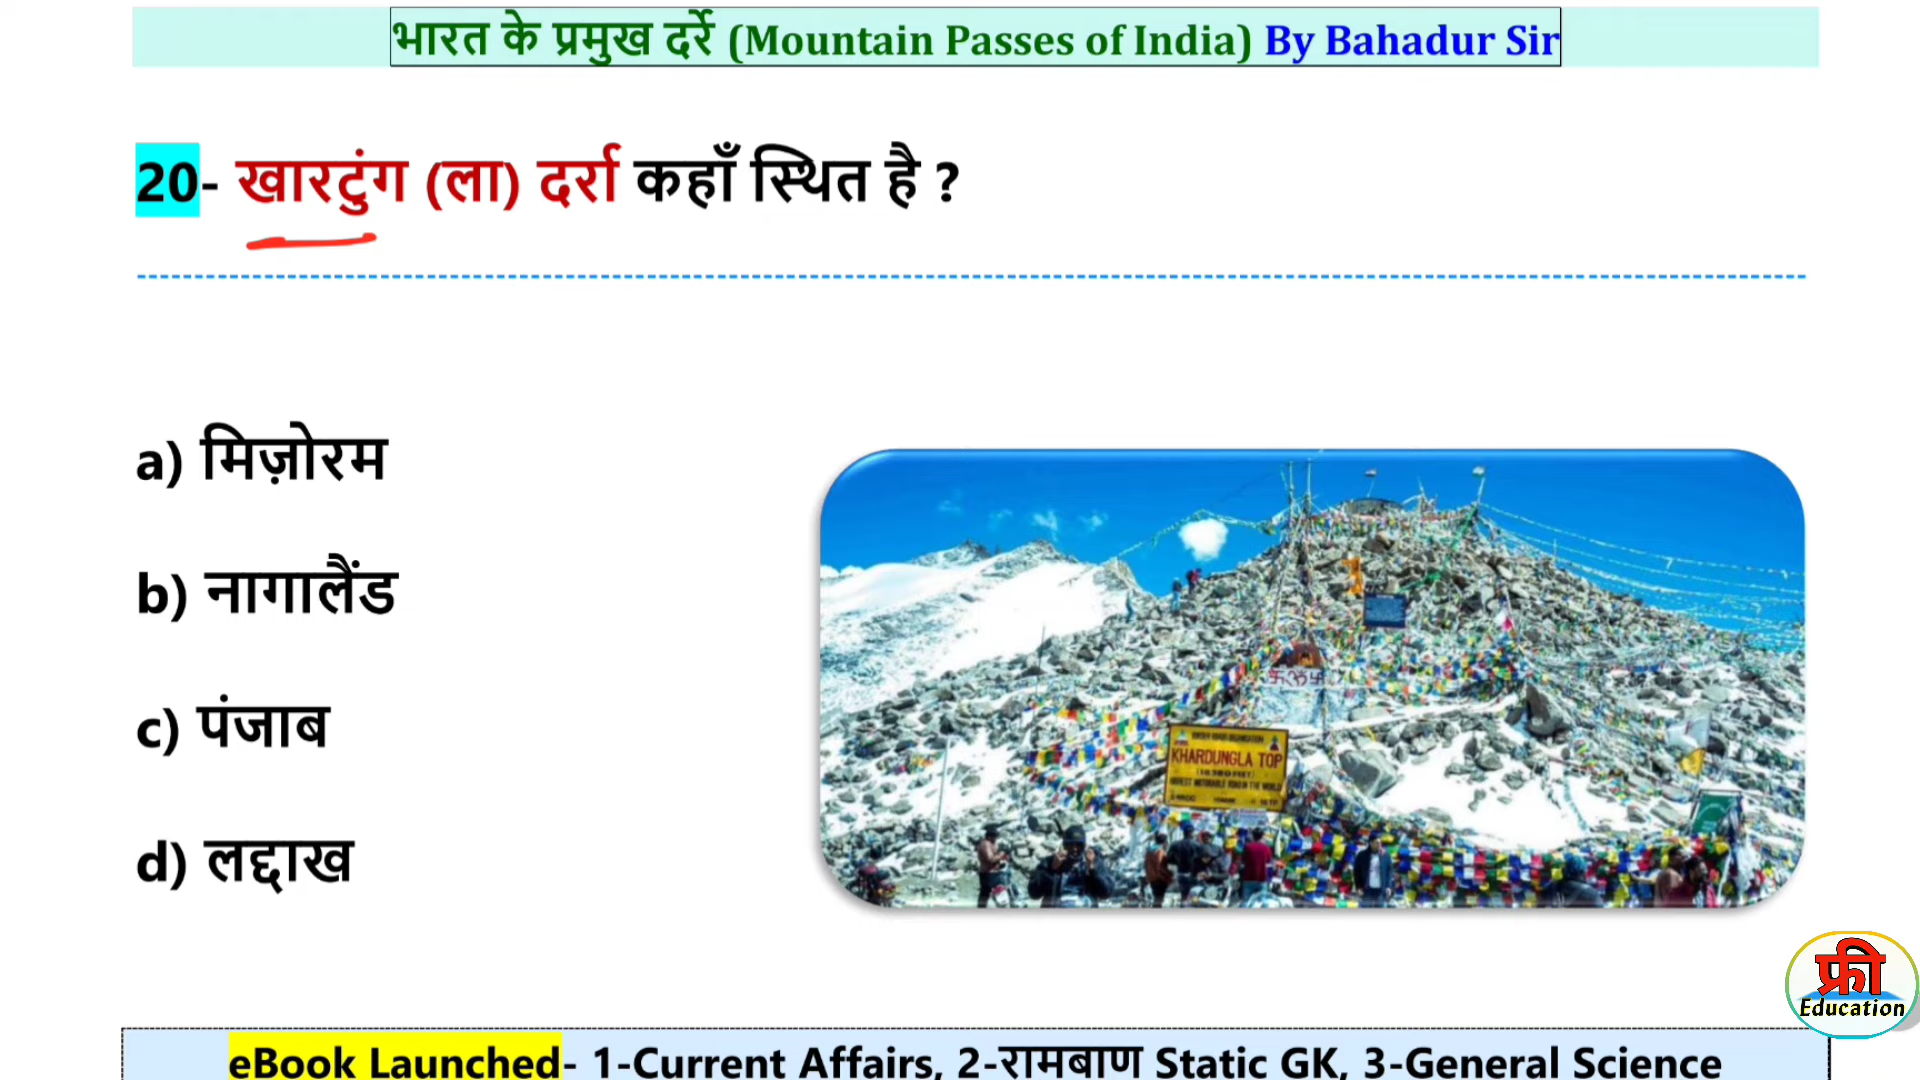 भारत के प्रमुख दर्रे (Mountain Passes of India) By Bahadur Sir
20- खारटुंग (ला) दर्रा कहाँ स्थित है ?
a) मिज़ोरम
b) नागालैंड
c) पंजाब
d) लद्दाख
KHARDUNGLA TOP
फ्री
Education
eBook Launched- 1-Current Affairs, 2-रामबाण Static GK, 3-General Science